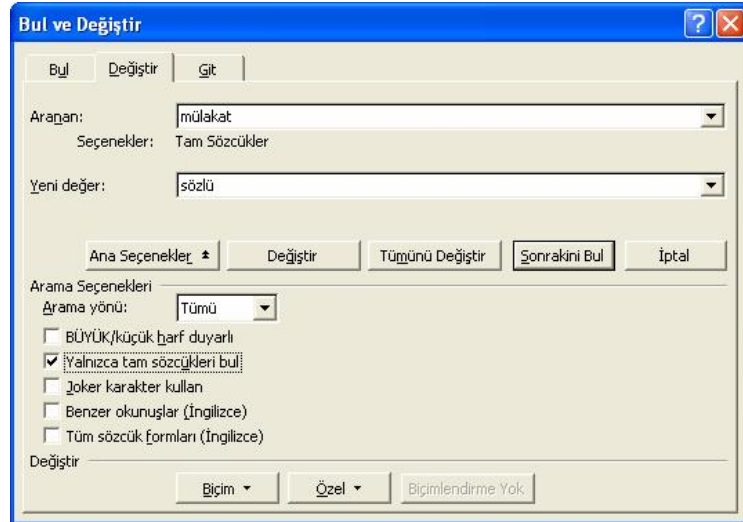 Bul ve Değiştir
Bul Değiştir Git
Aranan: mülakat
Seçenekler: Tam Sözcükler
Yeni değer: sözlü
Ana Seçenekler Değiştir Tümünü Değiştir Sonrakini Bul İptal
Arama Seçenekleri
Arama yönü: Tümü
BÜYÜK/küçük harf duyarlı
Yalnızca tam sözcükleri bul
Joker karakter kullan
Benzer okunuşlar (İngilizce)
Tüm sözcük formları (İngilizce)
Değiştir
Biçim Özel Biçimlendirme Yok